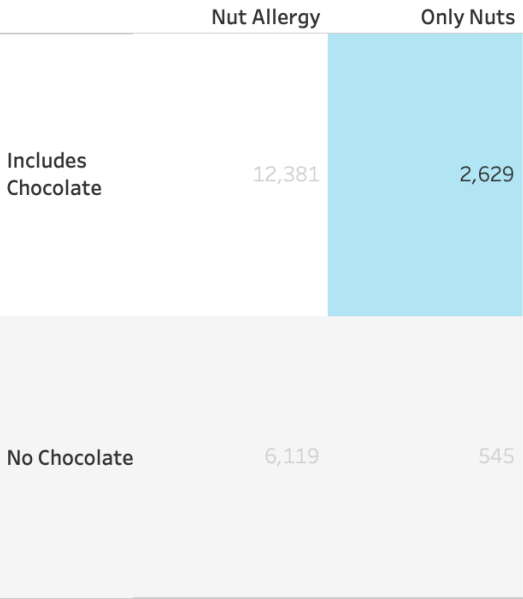 Nut Allergy Only Nuts
Includes
Chocolate
12,381 2,629
No Chocolate 6,119 545